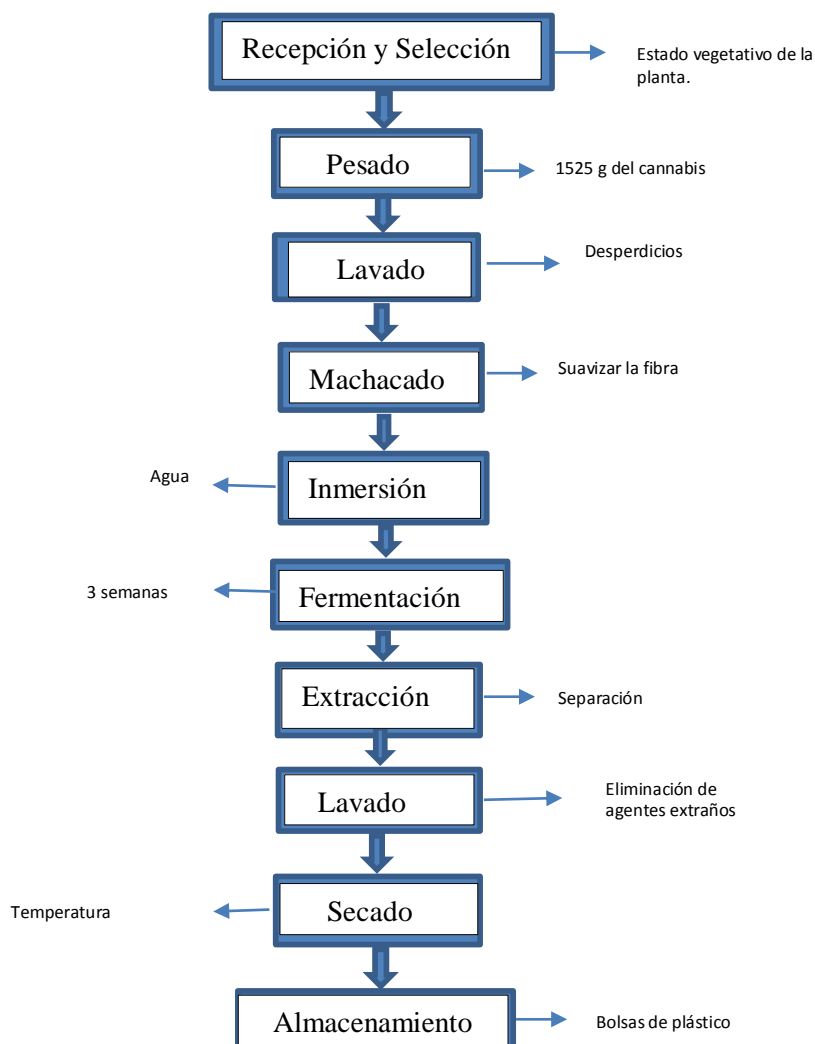 Recepción y Selección
Estado vegetativo de la
planta.
Pesado
1525 g del cannabis
Lavado
Desperdicios
Machacado
Suavizar la fibra
Agua
Inmersión
3 semanas
Fermentación
Extracción
Separación
Lavado
Eliminación de
agentes extraños
Temperatura
Secado
Almacenamiento
Bolsas de plástico